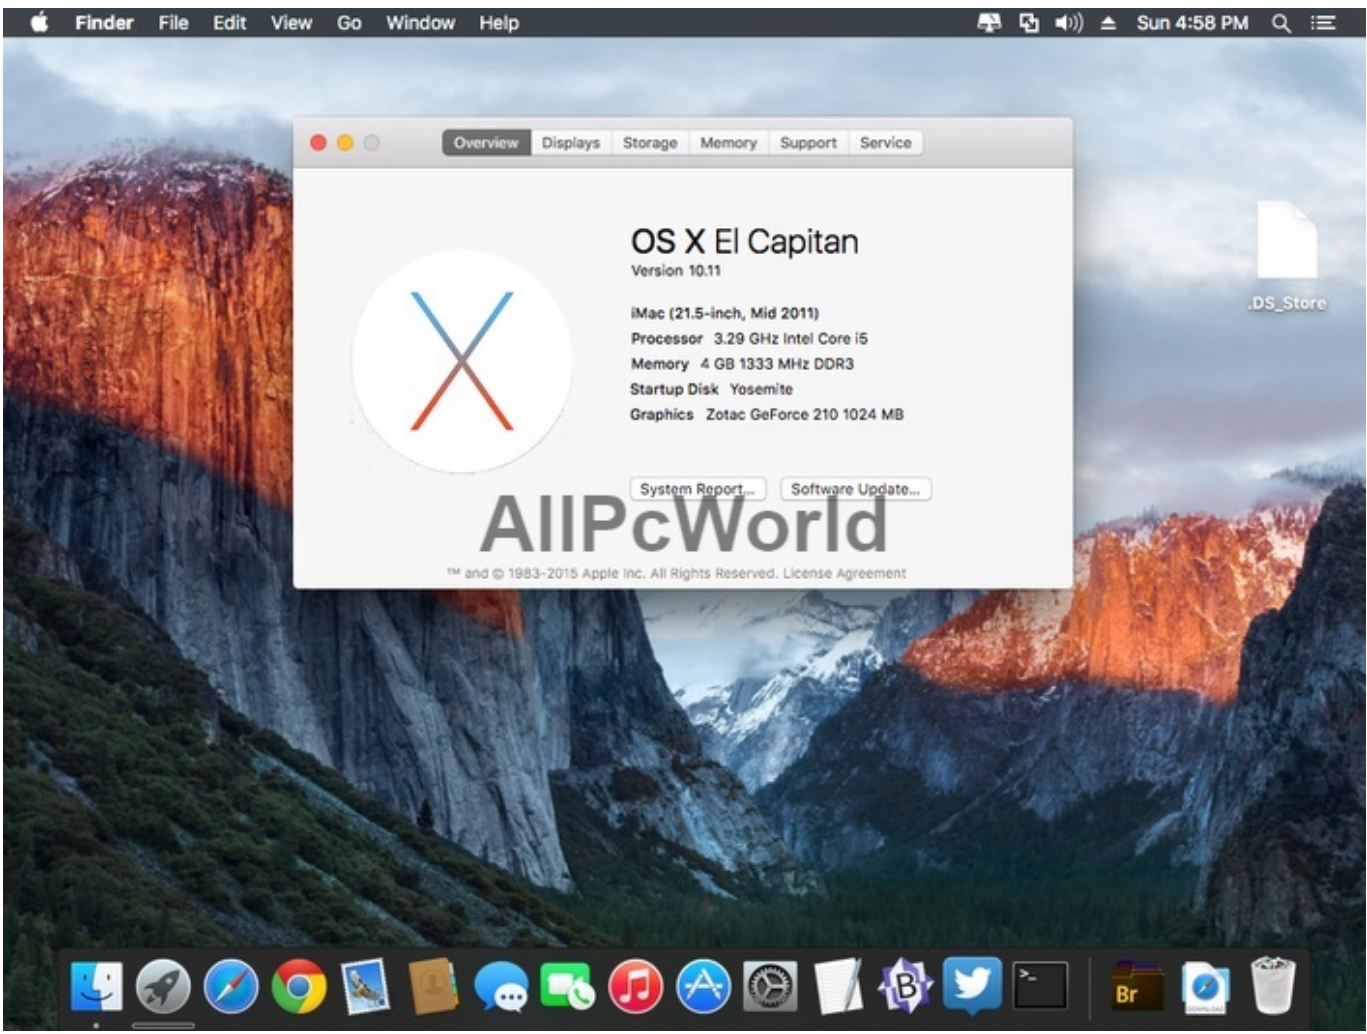 Finder File Edit View Go Window Help Sun 4:58 PM
Overview Displays Storage Memory Support Service
OS X El Capitan
Version 10.11
iMac (21.5-inch, Mid 2011)
Processor 3.29 GHz Intel Core i5
Memory 4 GB 1333 MHz DDR3
Startup Disk Yosemite
Graphics Zotac GeForce 210 1024 MB
System Report... Software Update...
AllPcWorld
™ and © 1983-2015 Apple Inc. All Rights Reserved. License Agreement
.DS_Store
B
>_
Br
DOWNLOAD